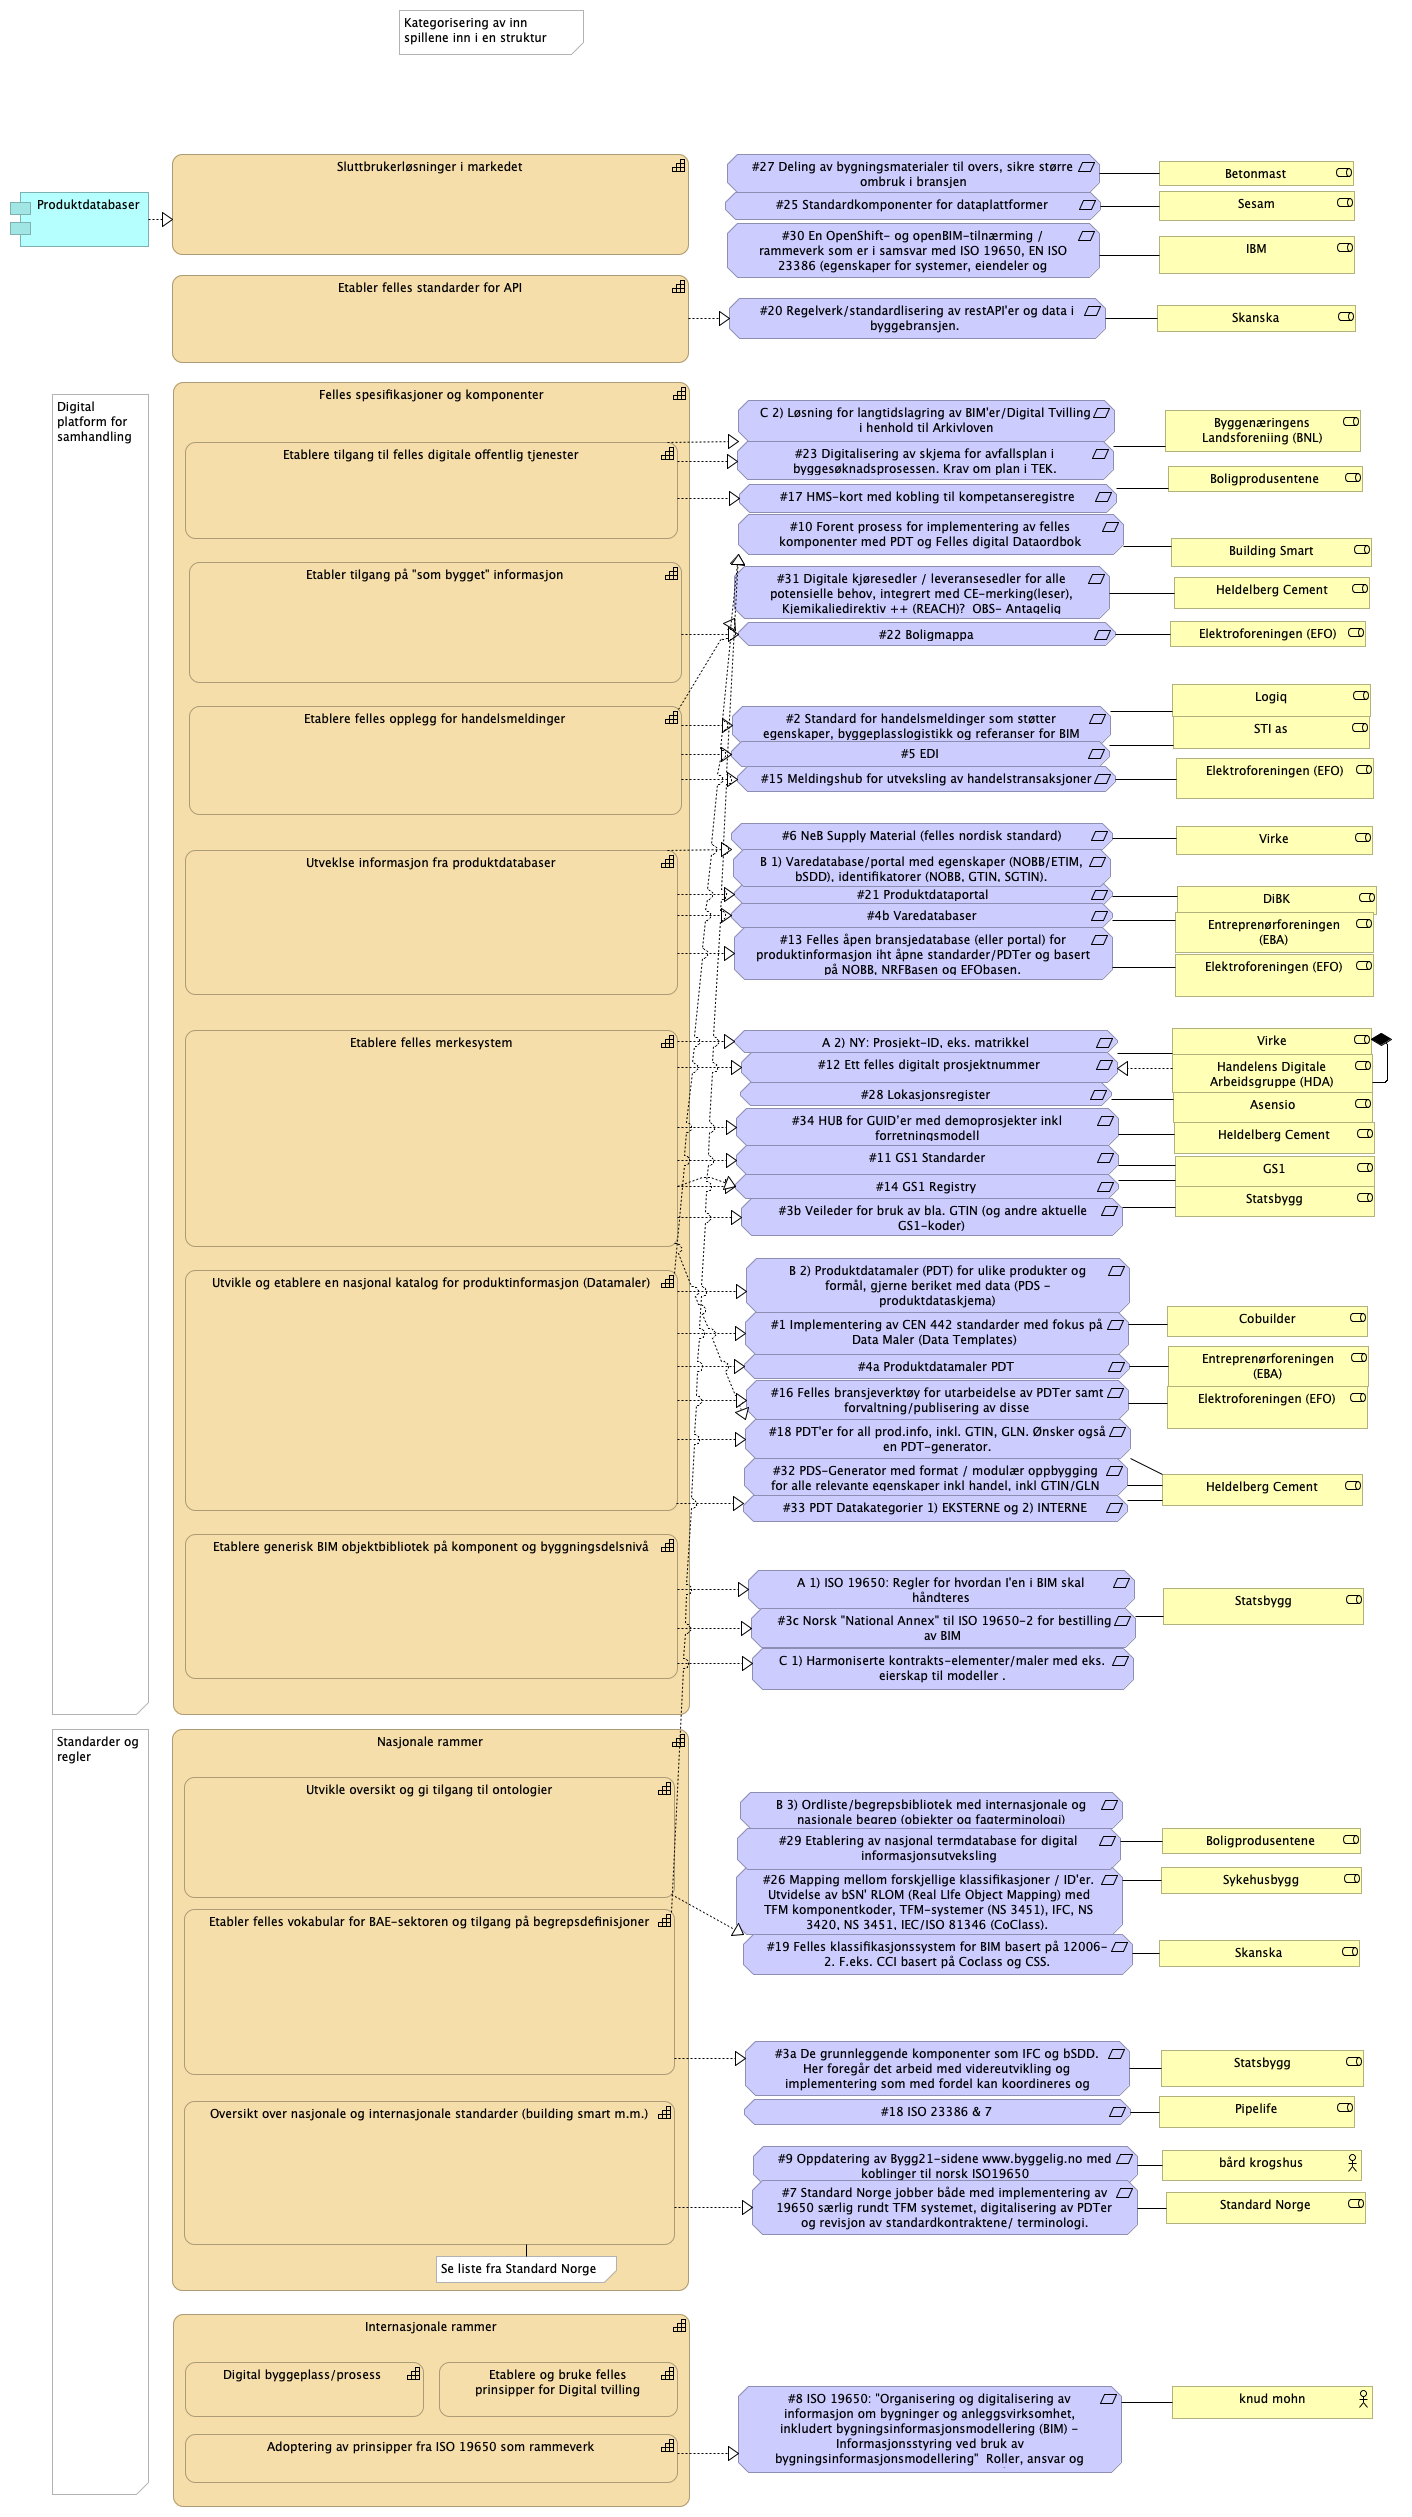 Kategorisering av inn
spillene inn i en struktur
Produktdatabaser
Sluttbrukerløsninger i markedet
#27 Deling av bygningsmaterialer til overs, sikre større
ombruk i bransjen
Betonmast
#25 Standardkomponenter for dataplattformer
Sesam
#30 En OpenShift- og openBIM-tilnærming /
rammeverk som er i samsvar med ISO 19650, EN ISO
23386 (egenskaper for systemer, eiendeler og
IBM
Etabler felles standarder for API
#20 Regelverk/standardlisering av restAPI'er og data i
byggebransjen.
Skanska
Digital
platform for
samhandling
Felles spesifikasjoner og komponenter
Etablere tilgang til felles digitale offentlig tjenester
C 2) Løsning for langtidslagring av BIM'er/Digital Tvilling
i henhold til Arkivloven
#23 Digitalisering av skjema for avfallsplan i
byggesøknadsprosessen. Krav om plan i TEK.
Byggenæringens
Landsforeniing (BNL)
#17 HMS-kort med kobling til kompetanseregistre
Boligprodusentene
#10 Forent prosess for implementering av felles
komponenter med PDT og Felles digital Dataordbok
Building Smart
Etabler tilgang på "som bygget" informasjon
#31 Digitale kjøresedler / leveransesedler for alle
potensielle behov, integrert med CE-merking(leser),
Kjemikaliedirektiv ++ (REACH)?  OBS- Antagelig
Heldelberg Cement
#22 Boligmappa
Elektroforeningen (EFO)
Etablere felles opplegg for handelsmeldinger
Logiq
#2 Standard for handelsmeldinger som støtter
egenskaper, byggeplasslogistikk og referanser for BIM
STI as
#5 EDI
#15 Meldingshub for utveksling av handelstransaksjoner
Elektroforeningen (EFO)
Utveklse informasjon fra produktdatabaser
#6 NeB Supply Material (felles nordisk standard)
Virke
B 1) Varedatabase/portal med egenskaper (NOBB/ETIM,
bSDD), identifikatorer (NOBB, GTIN, SGTIN).
#21 Produktdataportal
DiBK
#4b Varedatabaser
Entreprenørforeningen
(EBA)
#13 Felles åpen bransjedatabase (eller portal) for
produktinformasjon iht åpne standarder/PDTer og basert
på NOBB, NRFBasen og EFObasen.
Elektroforeningen (EFO)
Etablere felles merkesystem
A 2) NY: Prosjekt-ID, eks. matrikkel
Virke
#12 Ett felles digitalt prosjektnummer
Handelens Digitale
Arbeidsgruppe (HDA)
#28 Lokasjonsregister
Asensio
#34 HUB for GUID'er med demoprosjekter inkl
forretningsmodell
Heldelberg Cement
#11 GS1 Standarder
GS1
#14 GS1 Registry
#3b Veileder for bruk av bla. GTIN (og andre aktuelle
GS1-koder)
Statsbygg
Utvikle og etablere en nasjonal katalog for produktinformasjon (Datamaler)
B 2) Produktdatamaler (PDT) for ulike produkter og
formål, gjerne beriket med data (PDS -
produktdataskjema)
#1 Implementering av CEN 442 standarder med fokus på
Data Maler (Data Templates)
Cobuilder
#4a Produktdatamaler PDT
Entreprenørforeningen
(EBA)
#16 Felles bransjeverktøy for utarbeidelse av PDTer samt
forvaltning/publisering av disse
Elektroforeningen (EFO)
#18 PDT'er for all prod.info, inkl. GTIN, GLN. Ønsker også
en PDT-generator.
#32 PDS-Generator med format / modulær oppbygging
for alle relevante egenskaper inkl handel, inkl GTIN/GLN
Heldelberg Cement
#33 PDT Datakategorier 1) EKSTERNE og 2) INTERNE
Etablere generisk BIM objektbibliotek på komponent og byggningsdelsnivå
A 1) ISO 19650: Regler for hvordan I'en i BIM skal
håndteres
#3c Norsk "National Annex" til ISO 19650-2 for bestilling
av BIM
Statsbygg
C 1) Harmoniserte kontrakts-elementer/maler med eks.
eierskap til modeller .
Standarder og
regler
Nasjonale rammer
Utvikle oversikt og gi tilgang til ontologier
B 3) Ordliste/begrepsbibliotek med internasjonale og
nasjonale begrep (objekter og fagterminologi)
#29 Etablering av nasjonal termdatabase for digital
informasjonsutveksling
Boligprodusentene
#26 Mapping mellom forskjellige klassifikasjoner / ID'er.
Utvidelse av bSN' RLOM (Real LIfe Object Mapping) med
TFM komponentkoder, TFM-systemer (NS 3451), IFC, NS
3420, NS 3451, IEC/ISO 81346 (CoClass).
Sykehusbygg
Etabler felles vokabular for BAE-sektoren og tilgang på begrepsdefinisjoner
#19 Felles klassifikasjonssystem for BIM basert på 12006-
2. F.eks. CCI basert på Coclass og CSS.
Skanska
#3a De grunnleggende komponenter som IFC og bSDD.
Her foregår det arbeid med videreutvikling og
implementering som med fordel kan koordineres og
Statsbygg
Oversikt over nasjonale og internasjonale standarder (building smart m.m.)
#18 ISO 23386 & 7
Pipelife
#9 Oppdatering av Bygg21-sidene www.byggelig.no med
koblinger til norsk ISO19650
bård krogshus
#7 Standard Norge jobber både med implementering av
19650 særlig rundt TFM systemet, digitalisering av PDTer
og revisjon av standardkontraktene/ terminologi.
Standard Norge
Se liste fra Standard Norge
Internasjonale rammer
Digital byggeplass/prosess
Etablere og bruke felles
prinsipper for Digital tvilling
Adoptering av prinsipper fra ISO 19650 som rammeverk
#8 ISO 19650: "Organisering og digitalisering av
informasjon om bygninger og anleggsvirksomhet,
inkludert bygningsinformasjonsmodellering (BIM) -
Informasjonsstyring ved bruk av
bygningsinformasjonsmodellering"  Roller, ansvar og
knud mohn